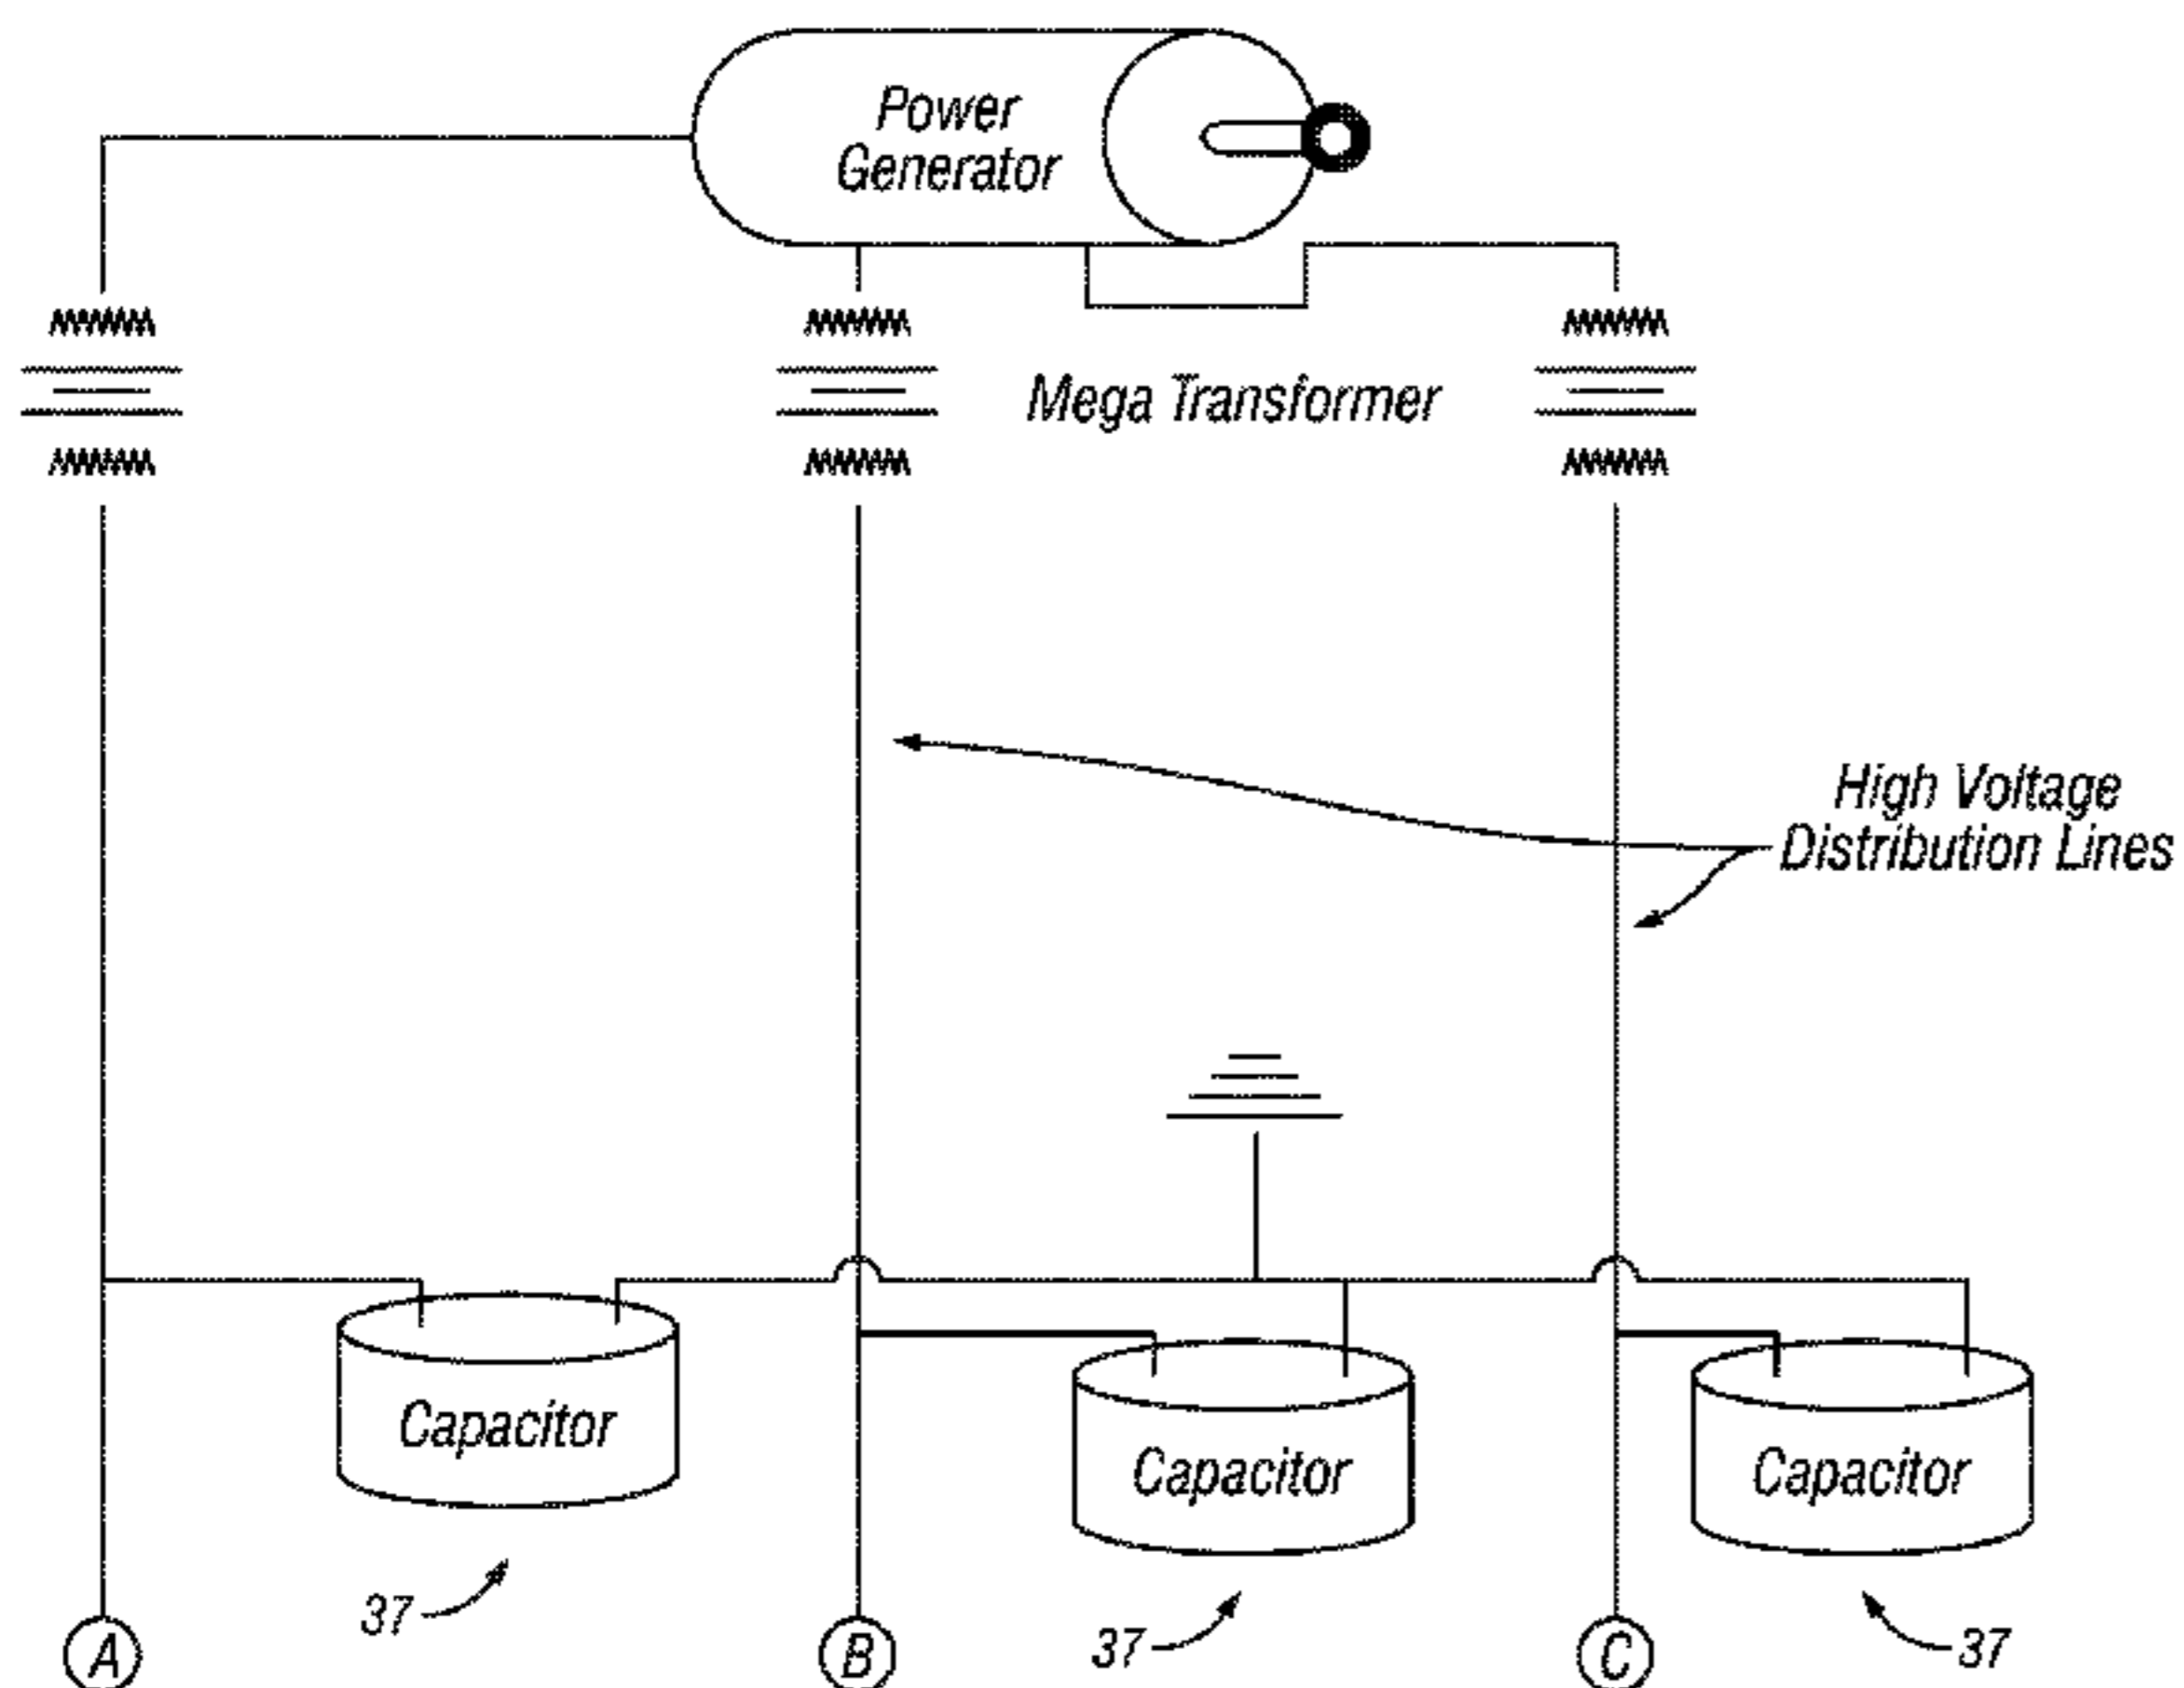 Power
Generator
Mega Transformer
High Voltage
Distribution Lines
Capacitor
Capacitor
Capacitor
37
37
37
A
B
C